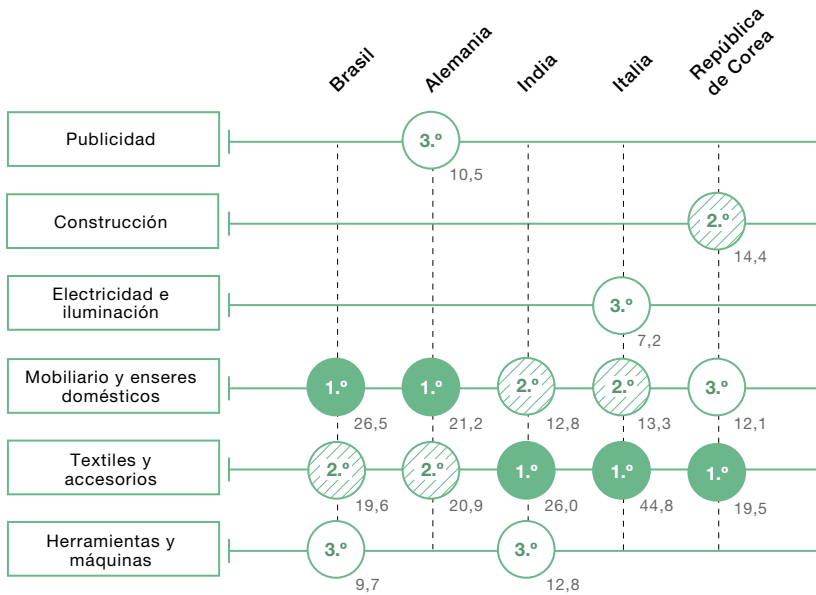 Brasil
Alemania
India
Italia
República
de Corea
Publicidad
3.º
10,5
Construcción
2.º
14,4
Electricidad e
iluminación
3.º
7,2
Mobiliario y enseres
domésticos
1.º
26,5
1.º
21,2
2.º
12,8
2.º
13,3
3.º
12,1
Textiles y
accesorios
2.º
19,6
2.º
20,9
1.º
26,0
1.º
44,8
1.º
19,5
Herramientas y
máquinas
3.º
9,7
3.º
12,8